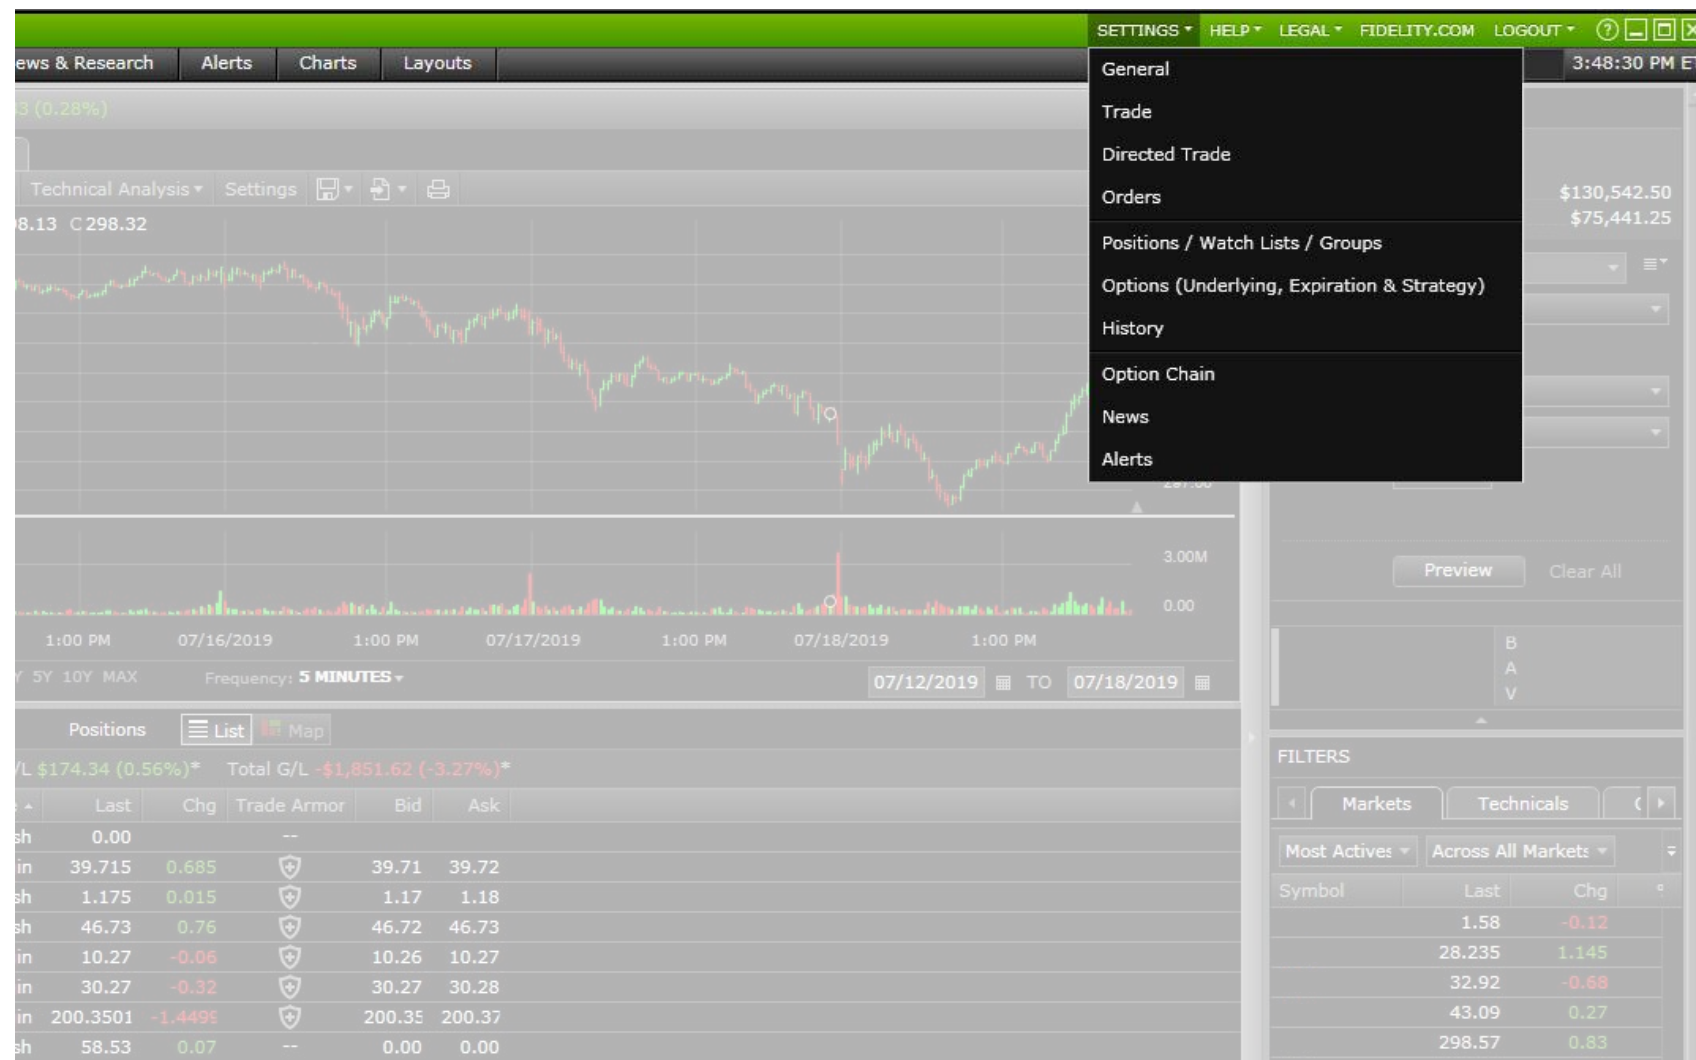 SETTINGS HELP LEGAL FIDELITY.COM LOGOUT ?
ews & Research Alerts Charts Layouts 3:48:30 PM ET
33 (0.28%)
Technical Analysis Settings
8.13 C 298.32
General
Trade
Directed Trade
Orders
Positions / Watch Lists / Groups
Options (Underlying, Expiration & Strategy)
History
Option Chain
News
Alerts
$130,542.50
$75,441.25
297.00
3.00M
0.00
1:00 PM 07/16/2019 1:00 PM 07/17/2019 1:00 PM 07/18/2019 1:00 PM
Y 5Y 10Y MAX Frequency: 5 MINUTES 07/12/2019 TO 07/18/2019
Preview Clear All
B
A
V
Positions List Map
/L $174.34 (0.56%)* Total G/L -$1,851.62 (-3.27%)*
Last Chg Trade Armor Bid Ask
sh 0.00 --
in 39.715 0.685 39.71 39.72
sh 1.175 0.015 1.17 1.18
sh 46.73 0.76 46.72 46.73
in 10.27 -0.06 10.26 10.27
in 30.27 -0.32 30.27 30.28
in 200.3501 -1.4499 200.35 200.37
sh 58.53 0.07 -- 0.00 0.00
FILTERS
Markets Technicals
Most Actives Across All Markets
Symbol Last Chg
1.58 -0.12
28.235 1.145
32.92 -0.68
43.09 0.27
298.57 0.83